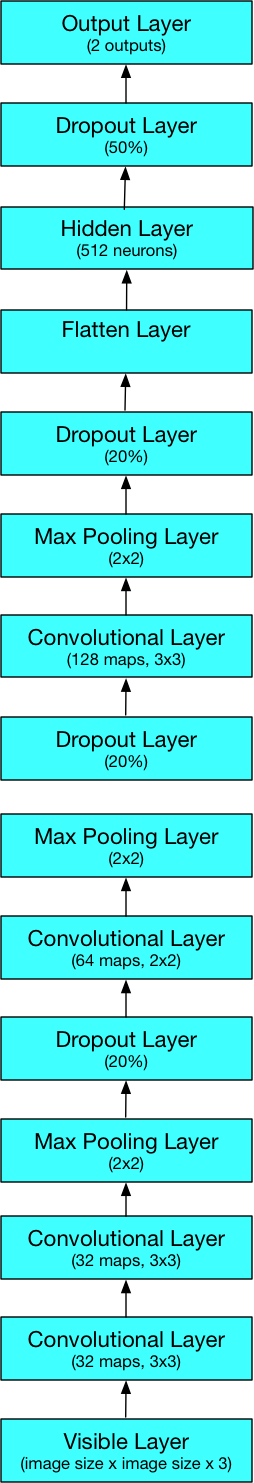 Output Layer
(2 outputs)
Dropout Layer
(50%)
Hidden Layer
(512 neurons)
Flatten Layer
Dropout Layer
(20%)
Max Pooling Layer
(2x2)
Convolutional Layer
(128 maps, 3x3)
Dropout Layer
(20%)
Max Pooling Layer
(2x2)
Convolutional Layer
(64 maps, 2x2)
Dropout Layer
(20%)
Max Pooling Layer
(2x2)
Convolutional Layer
(32 maps, 3x3)
Convolutional Layer
(32 maps, 3x3)
Visible Layer
(image size x image size x 3)